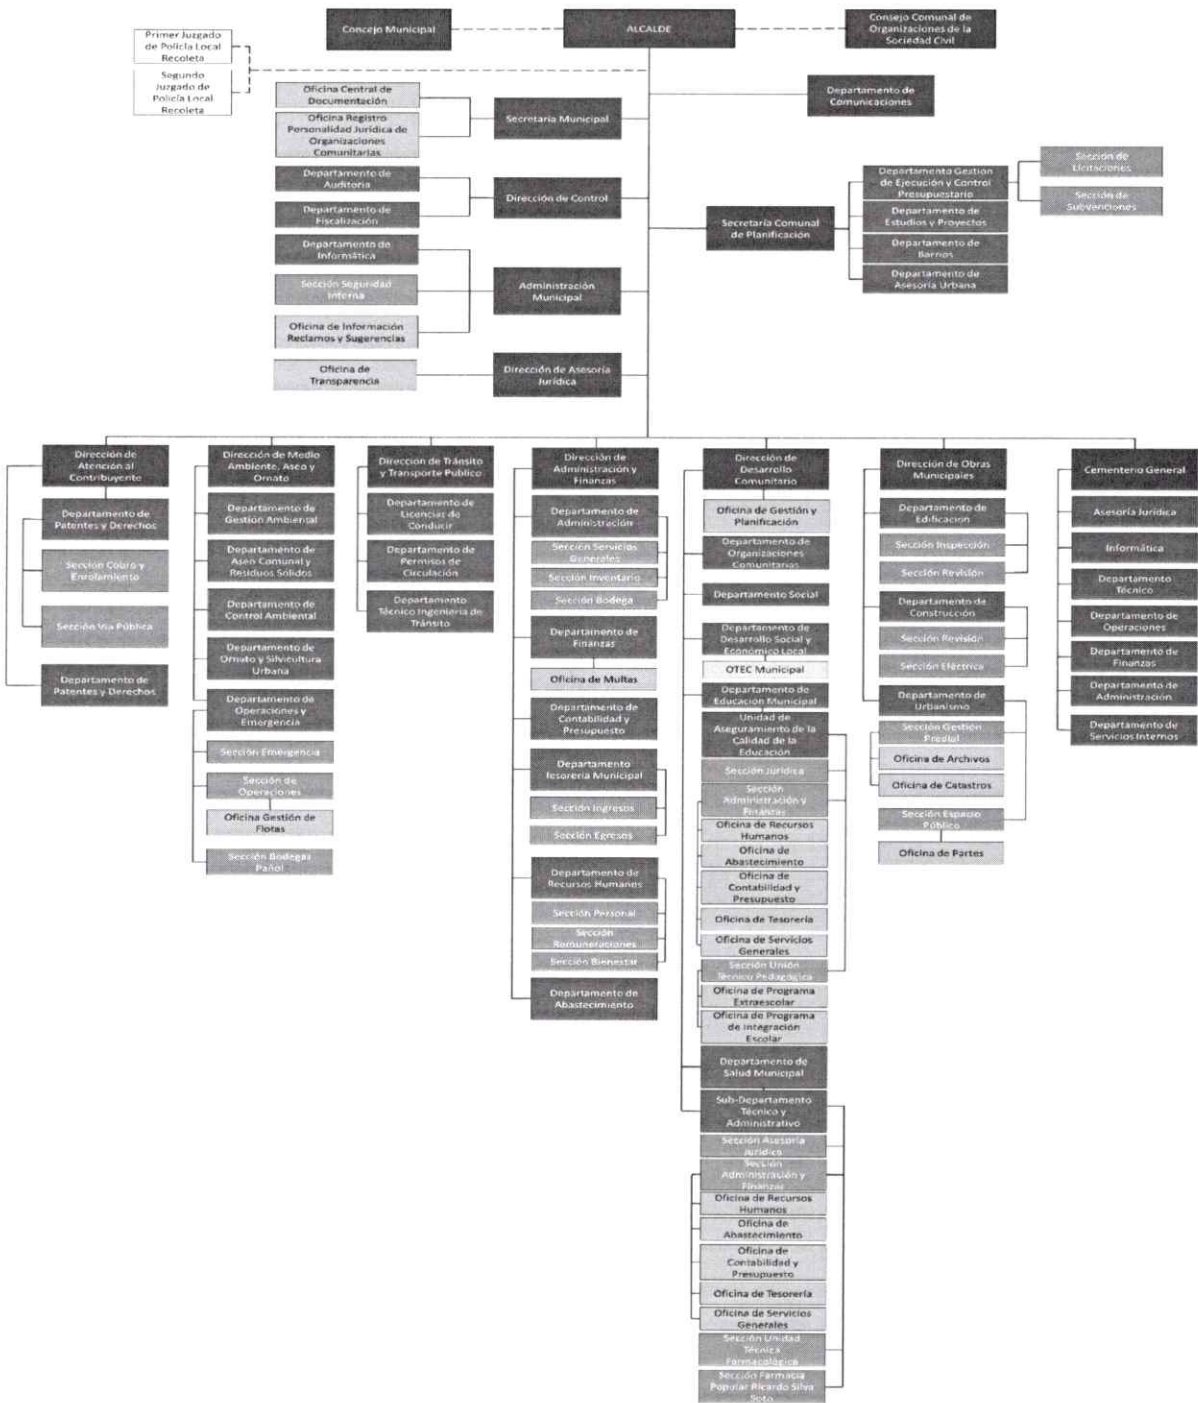 Concejo Municipal
ALCALDE
Consejo Comunal de
Organizaciones de la
Sociedad Civil
Primer Juzgado
de Policía Local
Recoleta
Segundo
Juzgado de
Policía Local
Recoleta
Departamento de
Comunicaciones
Oficina Central de
Documentación
Oficina Registro
Personalidad Jurídica de
Organizaciones
Comunitarias
Secretaría Municipal
Departamento de
Auditoria
Departamento de
Fiscalización
Dirección de Control
Departamento de
Informática
Sección Seguridad
Interna
Oficina de Información
Reclamos y Sugerencias
Administración
Municipal
Oficina de
Transparencia
Dirección de Asesoría
Jurídica
Secretaría Comunal
de Planificación
Departamento Gestión
de Ejecución y Control
Presupuestario
Departamento de
Estudios y Proyectos
Departamento de
Barrios
Departamento de
Asesoría Urbana
Sección de
Licitaciones
Sección de
Subvenciones
Dirección de
Atención al
Contribuyente
Departamento de
Patentes y Derechos
Sección Cobro y
Enrolamiento
Sección Vía Pública
Departamento de
Patentes y Derechos
Dirección de Medio
Ambiente, Aseo y
Ornato
Departamento de
Gestión Ambiental
Departamento de
Aseo Comunal y
Residuos Sólidos
Departamento de
Control Ambiental
Departamento de
Ornato y Silvicultura
Urbana
Departamento de
Operaciones y
Emergencia
Sección Emergencia
Sección de
Operaciones
Oficina Gestión de
Flotas
Sección Bodegas
Pañol
Dirección de Tránsito
y Transporte Público
Departamento de
Licencias de
Conducir
Departamento de
Permisos de
Circulación
Departamento
Técnico Ingeniería de
Tránsito
Dirección de
Administración y
Finanzas
Departamento de
Administración
Sección Servicios
Generales
Sección Inventario
Sección Bodega
Departamento de
Finanzas
Oficina de Multas
Departamento de
Contabilidad y
Presupuesto
Departamento
Tesorería Municipal
Sección Ingresos
Sección Egresos
Departamento de
Recursos Humanos
Sección Personal
Sección
Remuneraciones
Sección Bienestar
Departamento de
Abastecimiento
Dirección de
Desarrollo
Comunitario
Oficina de Gestión y
Planificación
Departamento de
Organizaciones
Comunitarias
Departamento Social
Departamento de
Desarrollo Social y
Económico Local
OTEC Municipal
Departamento de
Educación Municipal
Unidad de
Aseguramiento de la
Calidad de la
Educación
Sección Jurídica
Sección
Administración y
Finanzas
Oficina de Recursos
Humanos
Oficina de
Abastecimiento
Oficina de
Contabilidad y
Presupuesto
Oficina de Tesorería
Oficina de Servicios
Generales
Sección Unión
Técnico Pedagógica
Oficina de Programa
Extraescolar
Oficina de Programa
de Integración
Escolar
Departamento de
Salud Municipal
Sub-Departamento
Técnico y
Administrativo
Sección Asesoría
Jurídica
Sección
Administración y
Finanzas
Oficina de Recursos
Humanos
Oficina de
Abastecimiento
Oficina de
Contabilidad y
Presupuesto
Oficina de Tesorería
Oficina de Servicios
Generales
Sección Unidad
Técnica
Farmacológica
Sección Farmacia
Popular Ricardo Silva
Soto
Dirección de Obras
Municipales
Departamento de
Edificación
Sección Inspección
Sección Revisión
Departamento de
Construcción
Sección Revisión
Sección Eléctrica
Departamento de
Urbanismo
Sección Gestión
Predial
Oficina de Archivos
Oficina de Catastros
Sección Espacio
Público
Oficina de Partes
Cementerio General
Asesoría Jurídica
Informática
Departamento
Técnico
Departamento de
Operaciones
Departamento de
Finanzas
Departamento de
Administración
Departamento de
Servicios Internos